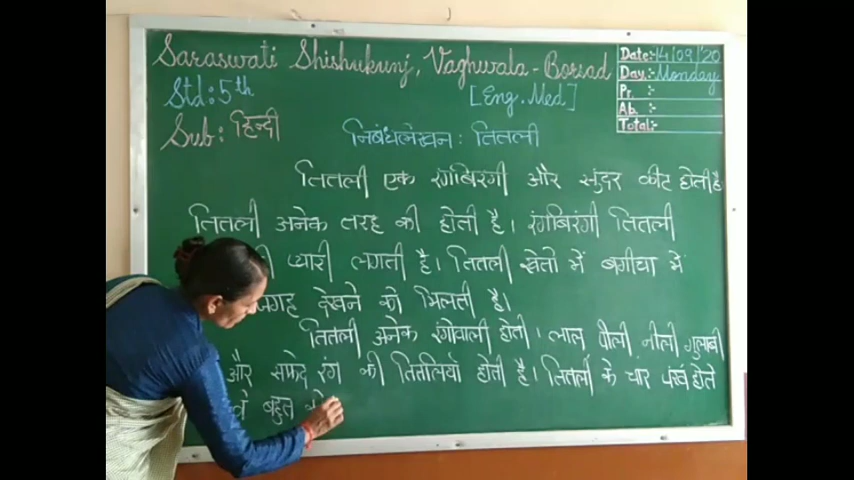 Saraswati Shishukunj, Vaghwala - Borsad
Date:- 14/09/'20
Day:- Monday
Pr. :-
Ab. :-
Total:-
Std: 5th
[Eng. Med]
Sub: हिन्दी
निबंधलेखन : तितली
तितली एक रंगबिरंगी और सुंदर कीट होती है
तितली अनेक तरह की होती है। रंगबिरंगी तितली
प्यारी लगती है। तितली खेतो में बगीचा में
जगह देखने को मिलती है।
तितली अनेक रंगोवाली होती। लाल पीली नीली गुलाबी
और सफेद रंग की तितलियाँ होती है। तितली के चार पंख होते
बहुत